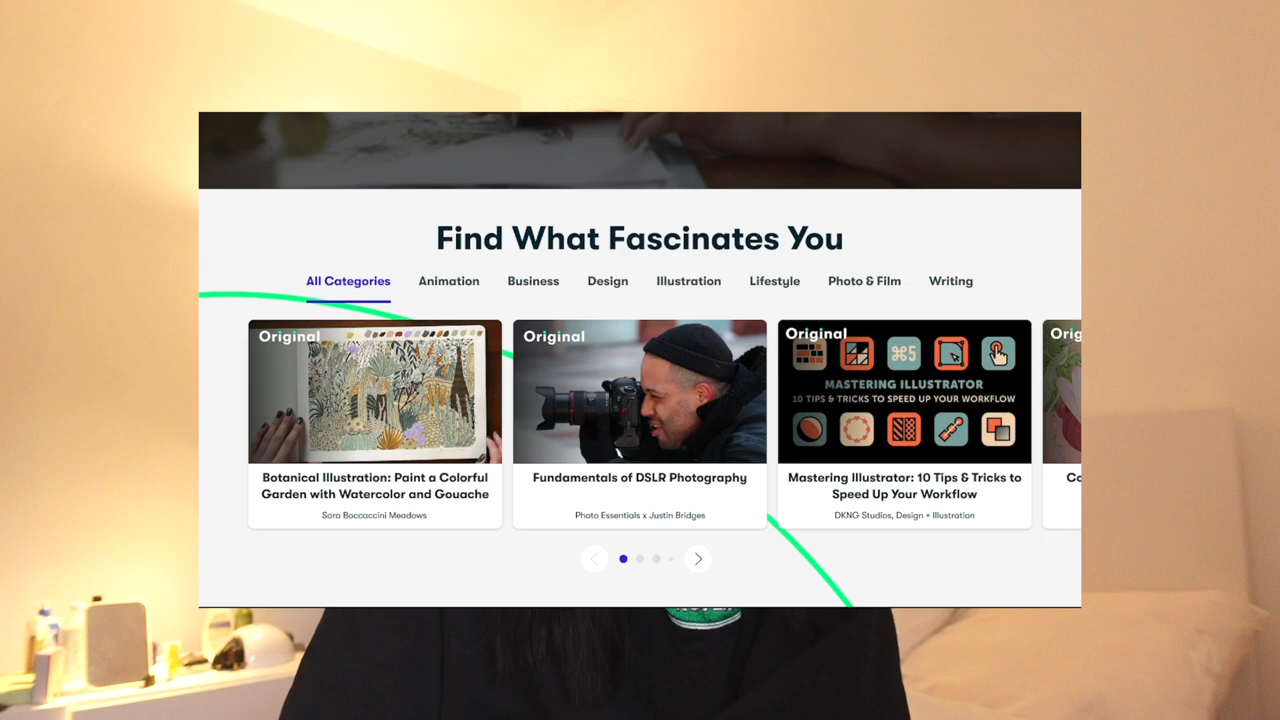 Find What Fascinates You
All Categories
Animation
Business
Design
Illustration
Lifestyle
Photo & Film
Writing
Original
Botanical Illustration: Paint a Colorful
Garden with Watercolor and Gouache
Sara Boccaccini Meadows
Original
Fundamentals of DSLR Photography
Photo Essentials x Justin Bridges
Original
⌘5
MASTERING ILLUSTRATOR
10 TIPS & TRICKS TO SPEED UP YOUR WORKFLOW
Mastering Illustrator: 10 Tips & Tricks to
Speed Up Your Workflow
DKNG Studios, Design + Illustration
Orig
Co